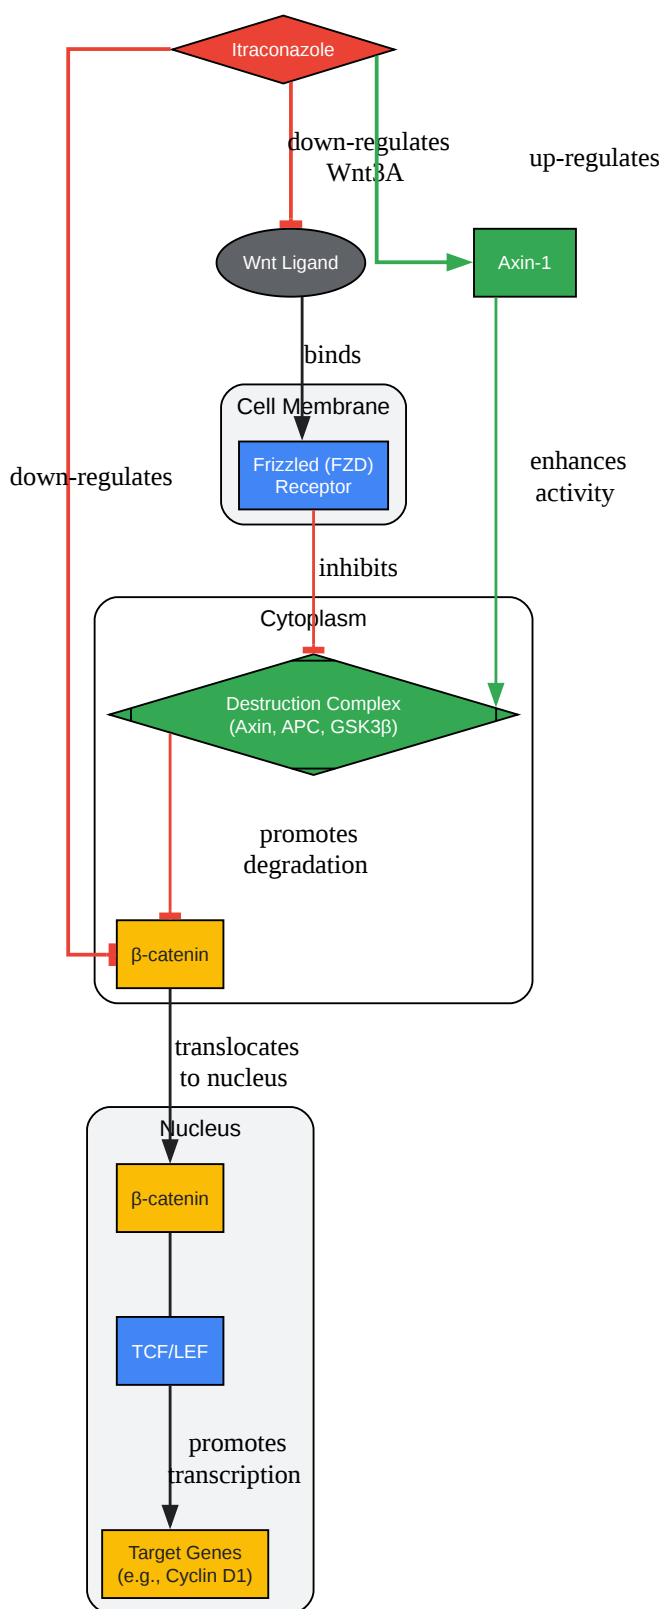 Itraconazole
down-regulates
Wnt3A
up-regulates
Wnt Ligand
Axin-1
binds
Cell Membrane
Frizzled (FZD)
Receptor
down-regulates
enhances
activity
inhibits
Cytoplasm
Destruction Complex
(Axin, APC, GSK3β)
promotes
degradation
β-catenin
translocates
to nucleus
Nucleus
β-catenin
TCF/LEF
promotes
transcription
Target Genes
(e.g., Cyclin D1)